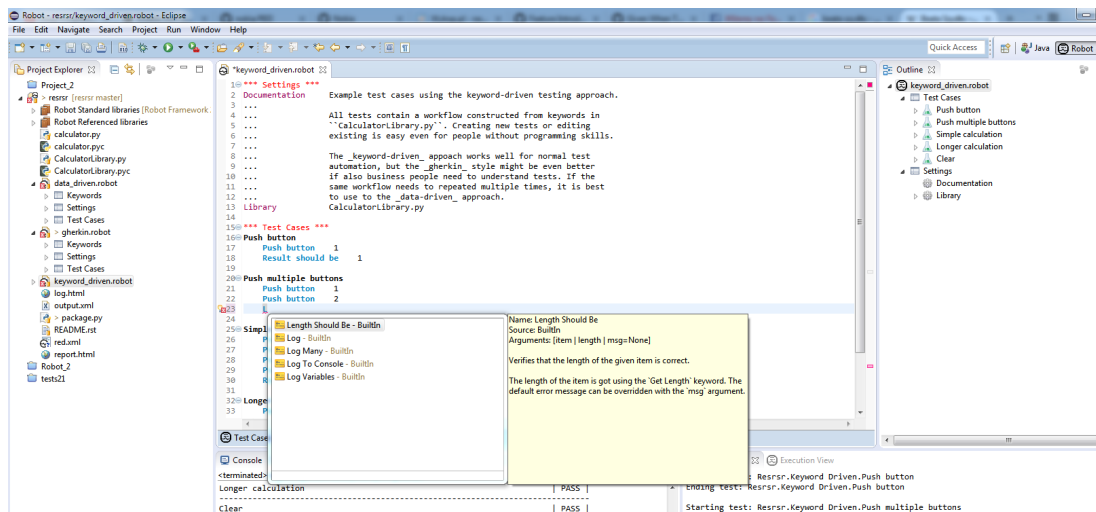 Robot - resrsr/keyword_driven.robot - Eclipse
File Edit Navigate Search Project Run Window Help
Quick Access
Java
Robot
Project Explorer
Project_2
> resrsr [resrsr master]
Robot Standard libraries [Robot Framework
Robot Referenced libraries
calculator.py
calculator.pyc
CalculatorLibrary.py
CalculatorLibrary.pyc
data_driven.robot
Keywords
Settings
Test Cases
> gherkin.robot
Keywords
Settings
Test Cases
keyword_driven.robot
log.html
output.xml
> package.py
README.rst
red.xml
report.html
Robot_2
tests21
*keyword_driven.robot
1 *** Settings ***
2 Documentation Example test cases using the keyword-driven testing approach.
3 ...
4 ... All tests contain a workflow constructed from keywords in
5 ... ``CalculatorLibrary.py``. Creating new tests or editing
6 ... existing is easy even for people without programming skills.
7 ...
8 ... The _keyword-driven_ appoach works well for normal test
9 ... automation, but the _gherkin_ style might be even better
10 ... if also business people need to understand tests. If the
11 ... same workflow needs to repeated multiple times, it is best
12 ... to use to the _data-driven_ approach.
13 Library CalculatorLibrary.py
14
15 *** Test Cases ***
16 Push button
17 Push button 1
18 Result should be 1
19
20 Push multiple buttons
21 Push button 1
22 Push button 2
23 L
24
25 Simpl
26 P
27 P
28 P
29 P
30 R
31
32 Longe
33 P
Length Should Be - BuiltIn
Log - BuiltIn
Log Many - BuiltIn
Log To Console - BuiltIn
Log Variables - BuiltIn
Name: Length Should Be
Source: BuiltIn
Arguments: [item | length | msg=None]
Verifies that the length of the given item is correct.
The length of the item is got using the `Get Length` keyword. The
default error message can be overridden with the `msg` argument.
Test Case
Outline
keyword_driven.robot
Test Cases
Push button
Push multiple buttons
Simple calculation
Longer calculation
Clear
Settings
Documentation
Library
Console
<terminated>
Longer calculation | PASS |
------------------------------------------------------------------------------
Clear | PASS |
Execution View
: Resrsr.Keyword Driven.Push button
Ending test: Resrsr.Keyword Driven.Push button
Starting test: Resrsr.Keyword Driven.Push multiple buttons